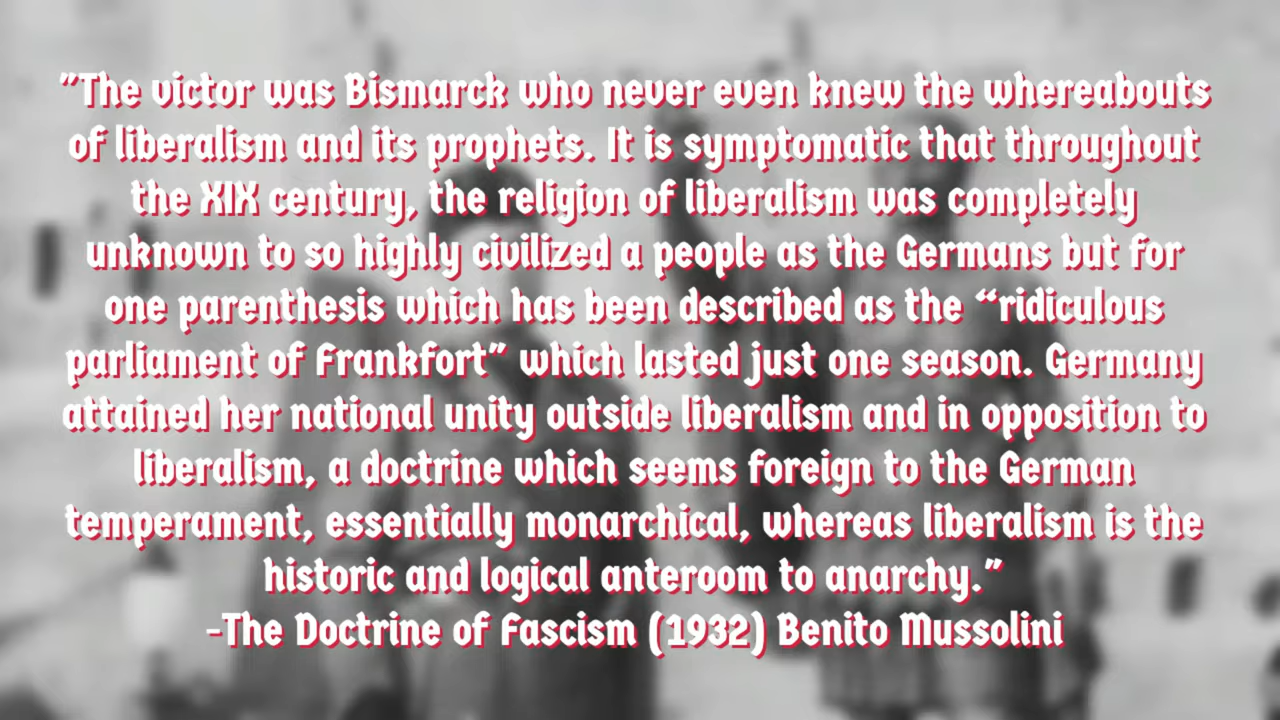 "The victor was Bismarck who never even knew the whereabouts
of liberalism and its prophets. It is symptomatic that throughout
the XIX century, the religion of liberalism was completely
unknown to so highly civilized a people as the Germans but for
one parenthesis which has been described as the “ridiculous
parliament of Frankfort” which lasted just one season. Germany
attained her national unity outside liberalism and in opposition to
liberalism, a doctrine which seems foreign to the German
temperament, essentially monarchical, whereas liberalism is the
historic and logical anteroom to anarchy.”
-The Doctrine of Fascism (1932) Benito Mussolini